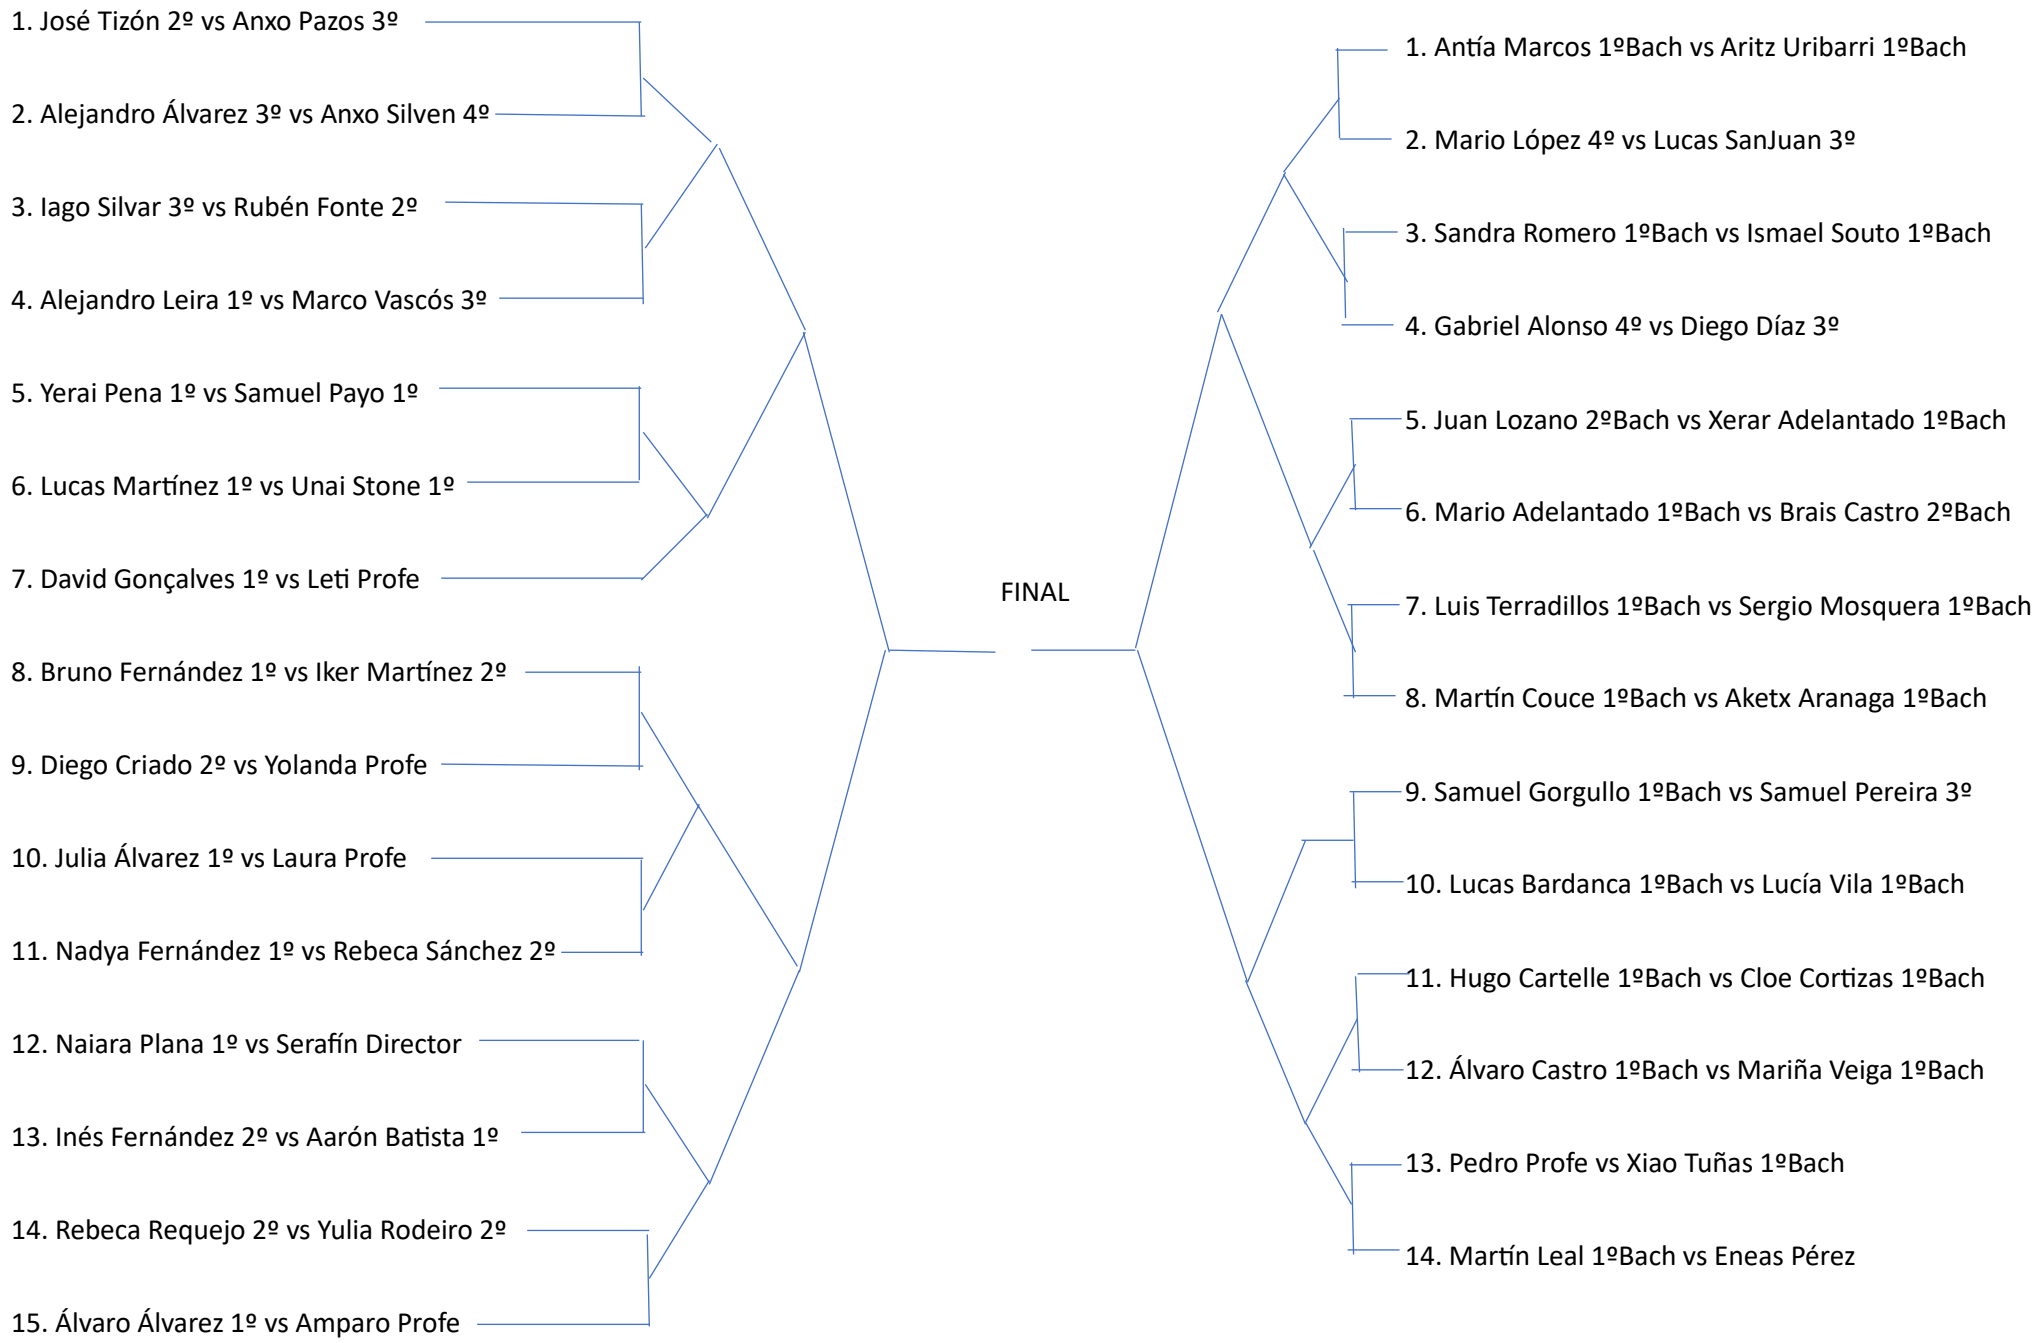 1. José Tizón 2º vs Anxo Pazos 3º
2. Alejandro Álvarez 3º vs Anxo Silven 4º
3. Iago Silvar 3º vs Rubén Fonte 2º
4. Alejandro Leira 1º vs Marco Vascós 3º
5. Yerai Pena 1º vs Samuel Payo 1º
6. Lucas Martínez 1º vs Unai Stone 1º
7. David Gonçalves 1º vs Leti Profe
8. Bruno Fernández 1º vs Iker Martínez 2º
9. Diego Criado 2º vs Yolanda Profe
10. Julia Álvarez 1º vs Laura Profe
11. Nadya Fernández 1º vs Rebeca Sánchez 2º
12. Naiara Plana 1º vs Serafín Director
13. Inés Fernández 2º vs Aarón Batista 1º
14. Rebeca Requejo 2º vs Yulia Rodeiro 2º
15. Álvaro Álvarez 1º vs Amparo Profe
FINAL
1. Antía Marcos 1ºBach vs Aritz Uribarri 1ºBach
2. Mario López 4º vs Lucas SanJuan 3º
3. Sandra Romero 1ºBach vs Ismael Souto 1ºBach
4. Gabriel Alonso 4º vs Diego Díaz 3º
5. Juan Lozano 2ºBach vs Xerar Adelantado 1ºBach
6. Mario Adelantado 1ºBach vs Brais Castro 2ºBach
7. Luis Terradillos 1ºBach vs Sergio Mosquera 1ºBach
8. Martín Couce 1ºBach vs Aketx Aranaga 1ºBach
9. Samuel Gorgullo 1ºBach vs Samuel Pereira 3º
10. Lucas Bardanca 1ºBach vs Lucía Vila 1ºBach
11. Hugo Cartelle 1ºBach vs Cloe Cortizas 1ºBach
12. Álvaro Castro 1ºBach vs Mariña Veiga 1ºBach
13. Pedro Profe vs Xiao Tuñas 1ºBach
14. Martín Leal 1ºBach vs Eneas Pérez